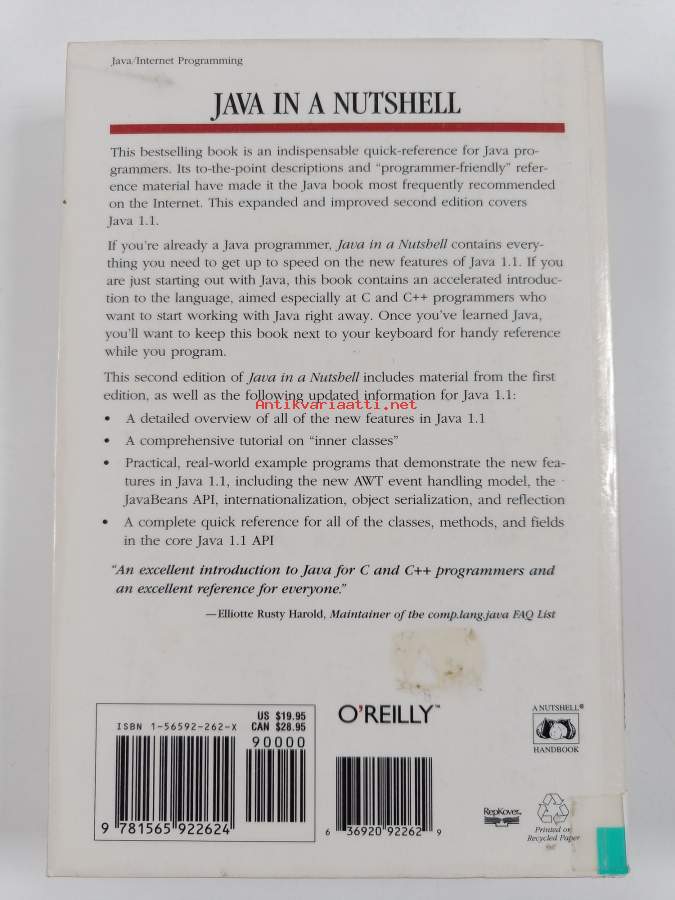 Java/Internet Programming
JAVA IN A NUTSHELL
This bestselling book is an indispensable quick-reference for Java pro-
grammers. Its to-the-point descriptions and “programmer-friendly” refer-
ence material have made it the Java book most frequently recommended
on the Internet. This expanded and improved second edition covers
Java 1.1.
If you're already a Java programmer, Java in a Nutshell contains every-
thing you need to get up to speed on the new features of Java 1.1. If you
are just starting out with Java, this book contains an accelerated introduc-
tion to the language, aimed especially at C and C++ programmers who
want to start working with Java right away. Once you've learned Java,
you'll want to keep this book next to your keyboard for handy reference
while you program.
This second edition of Java in a Nutshell includes material from the first
edition, as well as the following updated information for Java 1.1:
Antikvariaatti.net
• A detailed overview of all of the new features in Java 1.1
• A comprehensive tutorial on “inner classes”
• Practical, real-world example programs that demonstrate the new fea-
tures in Java 1.1, including the new AWT event handling model, the
JavaBeans API, internationalization, object serialization, and reflection
• A complete quick reference for all of the classes, methods, and fields
in the core Java 1.1 API
“An excellent introduction to Java for C and C++ programmers and
an excellent reference for everyone.”
—Elliotte Rusty Harold, Maintainer of the comp.lang.java FAQ List
US $19.95
CAN $28.95
ISBN 1-56592-262-X
90000
9 781565 922624
O'REILLY™
6 36920 92262 9
A NUTSHELL®
HANDBOOK
RepKover™
Printed on
Recycled Paper